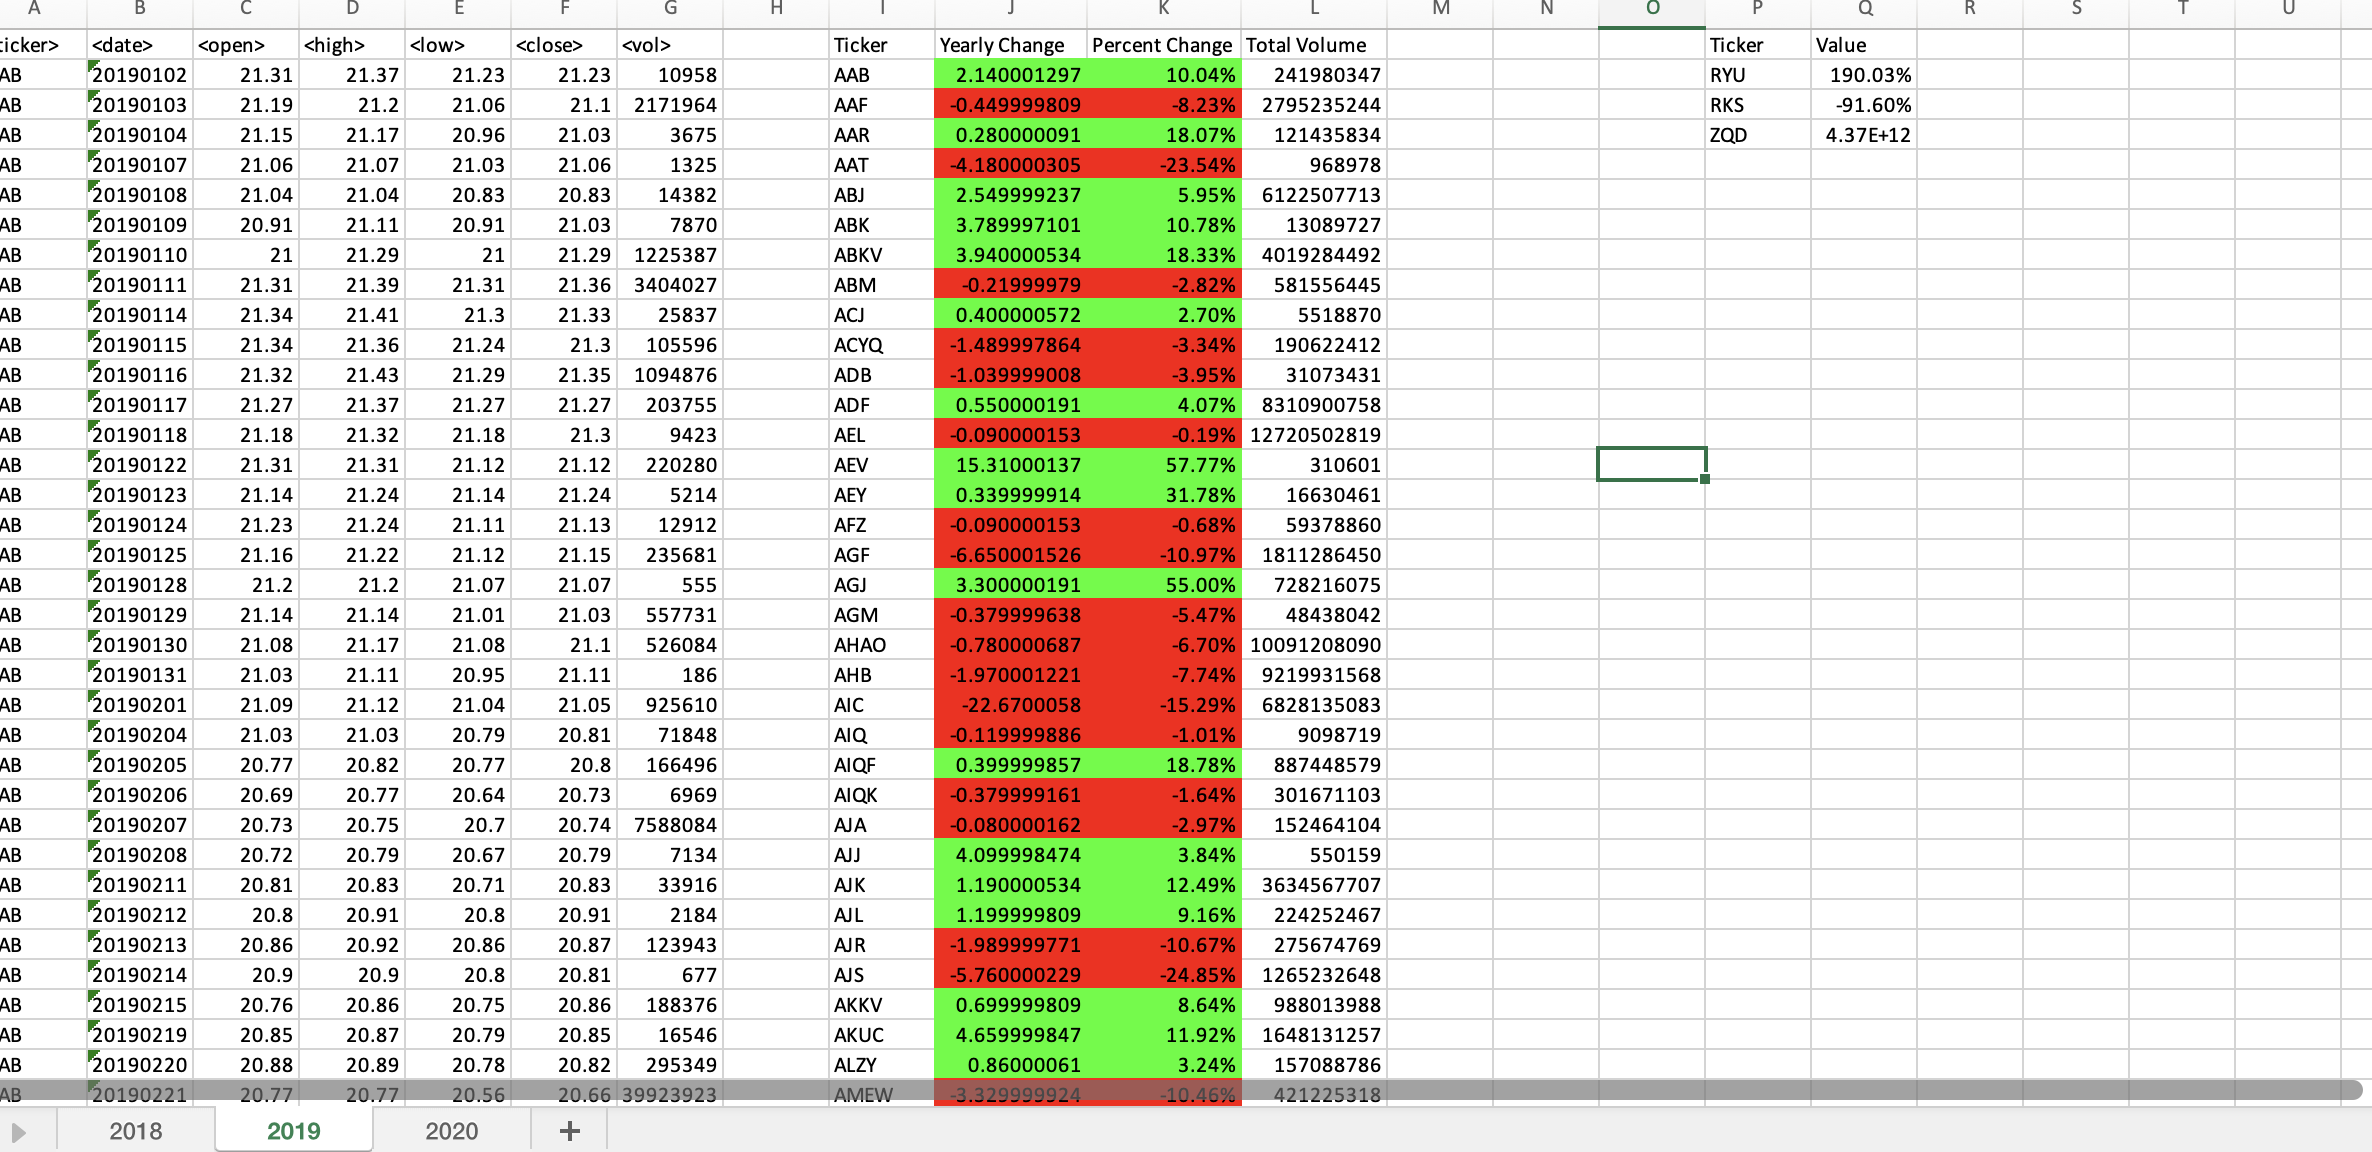 A B C D E F G H I J K L M N O P Q R S T U
ticker> <date> <open> <high> <low> <close> <vol> Ticker Yearly Change Percent Change Total Volume Ticker Value
AB 20190102 21.31 21.37 21.23 21.23 10958 AAB 2.140001297 10.04% 241980347 RYU 190.03%
AB 20190103 21.19 21.2 21.06 21.1 2171964 AAF -0.449999809 -8.23% 2795235244 RKS -91.60%
AB 20190104 21.15 21.17 20.96 21.03 3675 AAR 0.280000091 18.07% 121435834 ZQD 4.37E+12
AB 20190107 21.06 21.07 21.03 21.06 1325 AAT -4.180000305 -23.54% 968978
AB 20190108 21.04 21.04 20.83 20.83 14382 ABJ 2.549999237 5.95% 6122507713
AB 20190109 20.91 21.11 20.91 21.03 7870 ABK 3.789997101 10.78% 13089727
AB 20190110 21 21.29 21 21.29 1225387 ABKV 3.940000534 18.33% 4019284492
AB 20190111 21.31 21.39 21.31 21.36 3404027 ABM -0.21999979 -2.82% 581556445
AB 20190114 21.34 21.41 21.3 21.33 25837 ACJ 0.400000572 2.70% 5518870
AB 20190115 21.34 21.36 21.24 21.3 105596 ACYQ -1.489997864 -3.34% 190622412
AB 20190116 21.32 21.43 21.29 21.35 1094876 ADB -1.039999008 -3.95% 31073431
AB 20190117 21.27 21.37 21.27 21.27 203755 ADF 0.550000191 4.07% 8310900758
AB 20190118 21.18 21.32 21.18 21.3 9423 AEL -0.090000153 -0.19% 12720502819
AB 20190122 21.31 21.31 21.12 21.12 220280 AEV 15.31000137 57.77% 310601
AB 20190123 21.14 21.24 21.14 21.24 5214 AEY 0.339999914 31.78% 16630461
AB 20190124 21.23 21.24 21.11 21.13 12912 AFZ -0.090000153 -0.68% 59378860
AB 20190125 21.16 21.22 21.12 21.15 235681 AGF -6.650001526 -10.97% 1811286450
AB 20190128 21.2 21.2 21.07 21.07 555 AGJ 3.300000191 55.00% 728216075
AB 20190129 21.14 21.14 21.01 21.03 557731 AGM -0.379999638 -5.47% 48438042
AB 20190130 21.08 21.17 21.08 21.1 526084 AHAO -0.780000687 -6.70% 10091208090
AB 20190131 21.03 21.11 20.95 21.11 186 AHB -1.970001221 -7.74% 9219931568
AB 20190201 21.09 21.12 21.04 21.05 925610 AIC -22.6700058 -15.29% 6828135083
AB 20190204 21.03 21.03 20.79 20.81 71848 AIQ -0.119999886 -1.01% 9098719
AB 20190205 20.77 20.82 20.77 20.8 166496 AIQF 0.399999857 18.78% 887448579
AB 20190206 20.69 20.77 20.64 20.73 6969 AIQK -0.379999161 -1.64% 301671103
AB 20190207 20.73 20.75 20.7 20.74 7588084 AJA -0.080000162 -2.97% 152464104
AB 20190208 20.72 20.79 20.67 20.79 7134 AJJ 4.099998474 3.84% 550159
AB 20190211 20.81 20.83 20.71 20.83 33916 AJK 1.190000534 12.49% 3634567707
AB 20190212 20.8 20.91 20.8 20.91 2184 AJL 1.199999809 9.16% 224252467
AB 20190213 20.86 20.92 20.86 20.87 123943 AJR -1.989999771 -10.67% 275674769
AB 20190214 20.9 20.9 20.8 20.81 677 AJS -5.760000229 -24.85% 1265232648
AB 20190215 20.76 20.86 20.75 20.86 188376 AKKV 0.699999809 8.64% 988013988
AB 20190219 20.85 20.87 20.79 20.85 16546 AKUC 4.659999847 11.92% 1648131257
AB 20190220 20.88 20.89 20.78 20.82 295349 ALZY 0.86000061 3.24% 157088786
AB 20190221 20.77 20.77 20.56 20.66 39923923 AMEW -3.329999924 -10.46% 421225318
2018 2019 2020 +